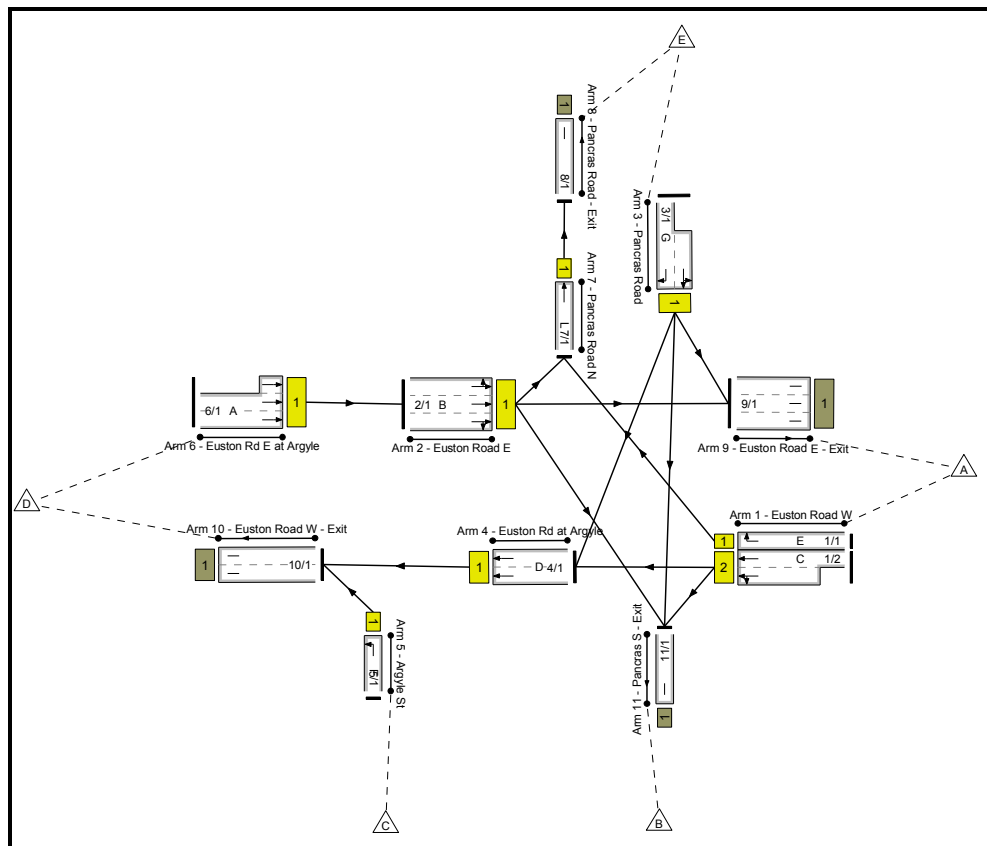 E
1
Arm 8 - Pancras Road - Exit
8/1
Arm 3 - Pancras Road
3/1
G
1
1
Arm 7 - Pancras Road N
L 7/1
6/1 A
1
Arm 6 - Euston Rd E at Argyle
2/1 B
1
Arm 2 - Euston Road E
9/1
1
Arm 9 - Euston Road E - Exit
A
D
Arm 10 - Euston Road W - Exit
1
10/1
Arm 4 - Euston Rd at Argyle
1
D 4/1
Arm 1 - Euston Road W
1
E 1/1
2
C 1/2
1
Arm 5 - Argyle St
5/1
Arm 11 - Pancras S - Exit
11/1
1
C
B